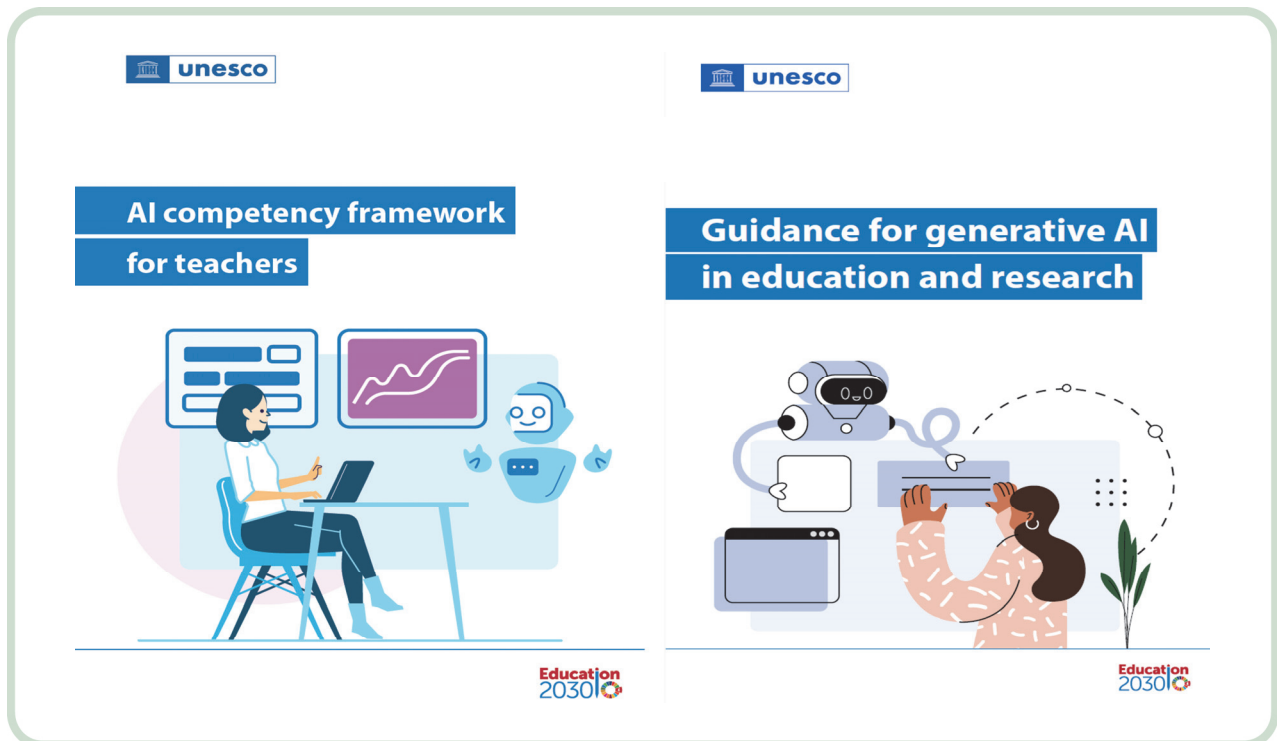 unesco
AI competency framework
for teachers
Education
2030
unesco
Guidance for generative AI
in education and research
Education
2030